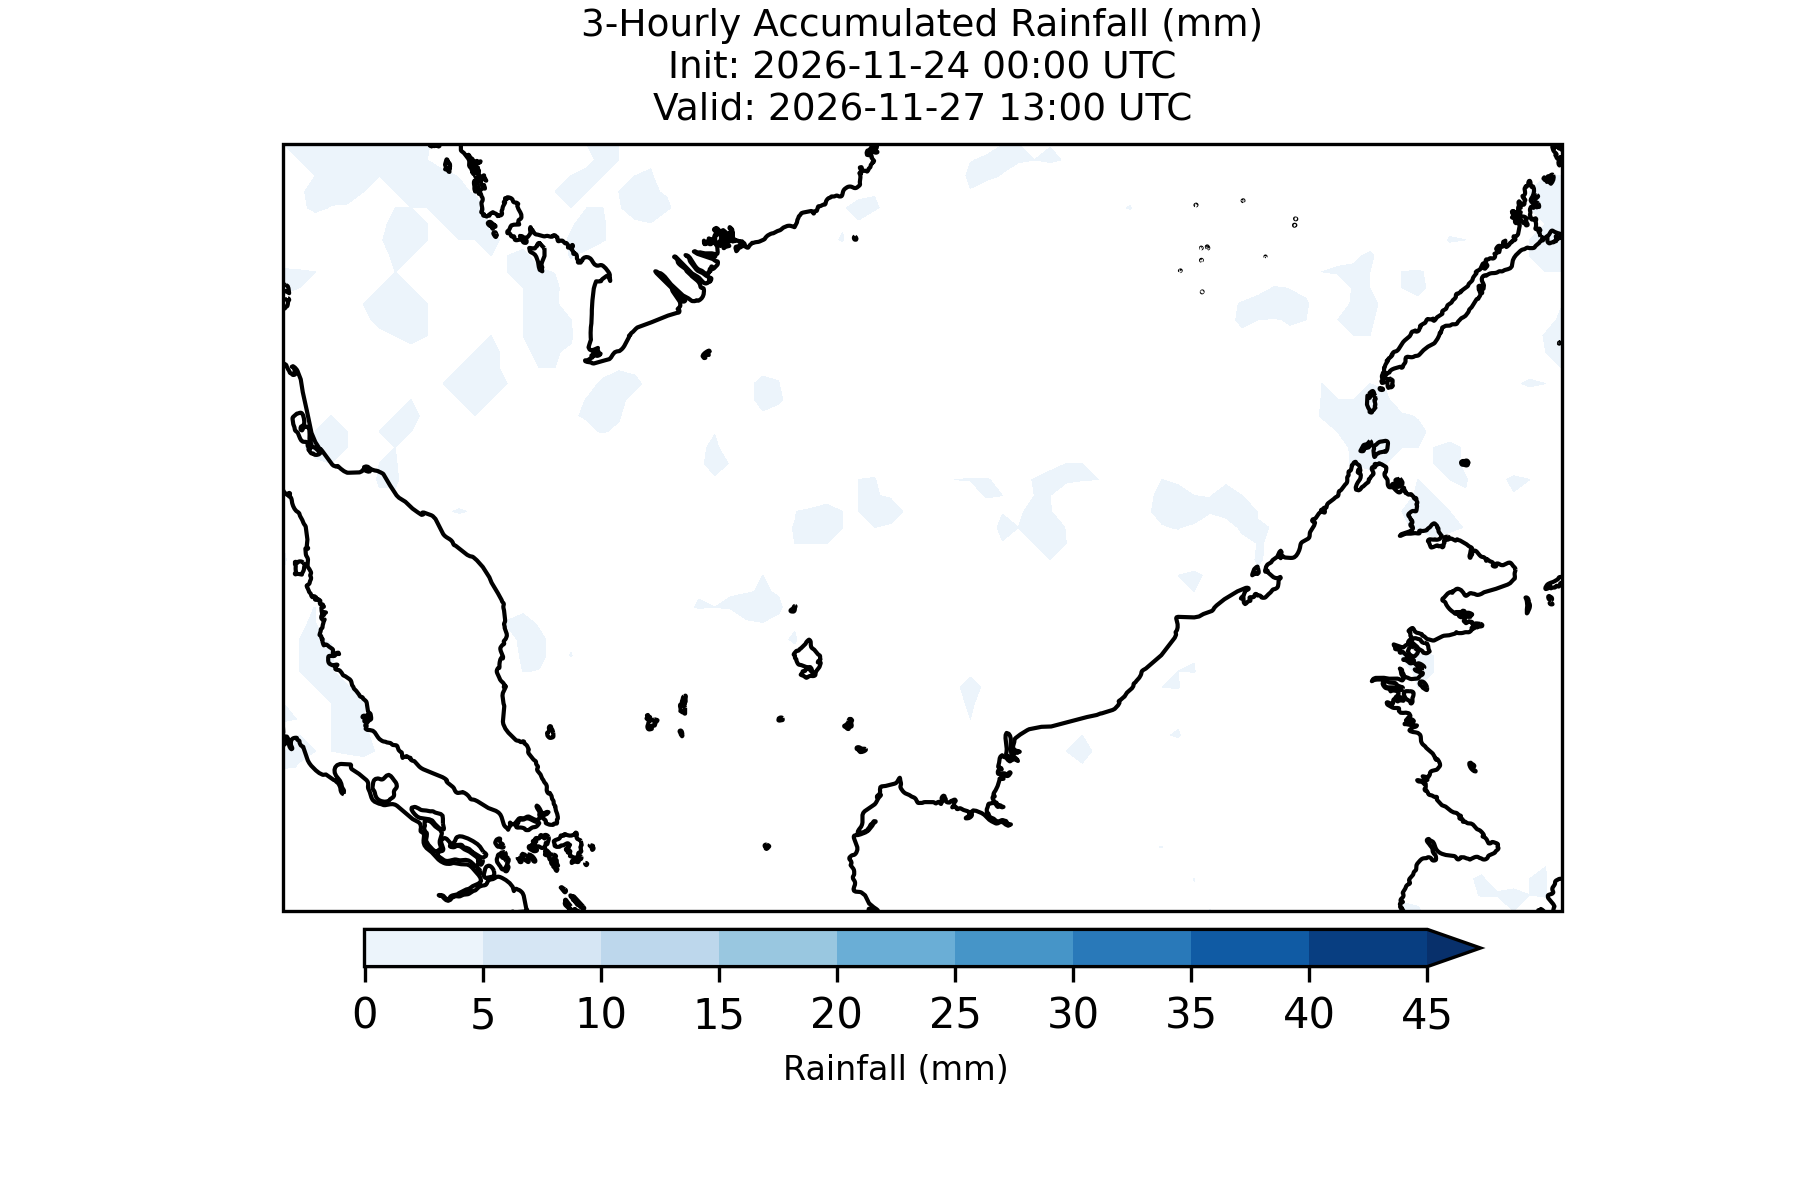 3-Hourly Accumulated Rainfall (mm)
Init: 2026-11-24 00:00 UTC
Valid: 2026-11-27 13:00 UTC
0 5 10 15 20 25 30 35 40 45
Rainfall (mm)